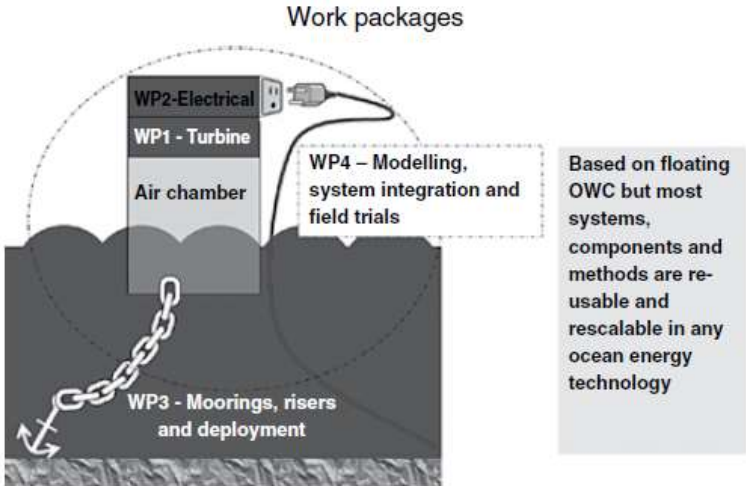 Work packages
WP2-Electrical
WP1 - Turbine
Air chamber
WP4 – Modelling,
system integration and
field trials
WP3 - Moorings, risers
and deployment
Based on floating
OWC but most
systems,
components and
methods are re-
usable and
rescalable in any
ocean energy
technology